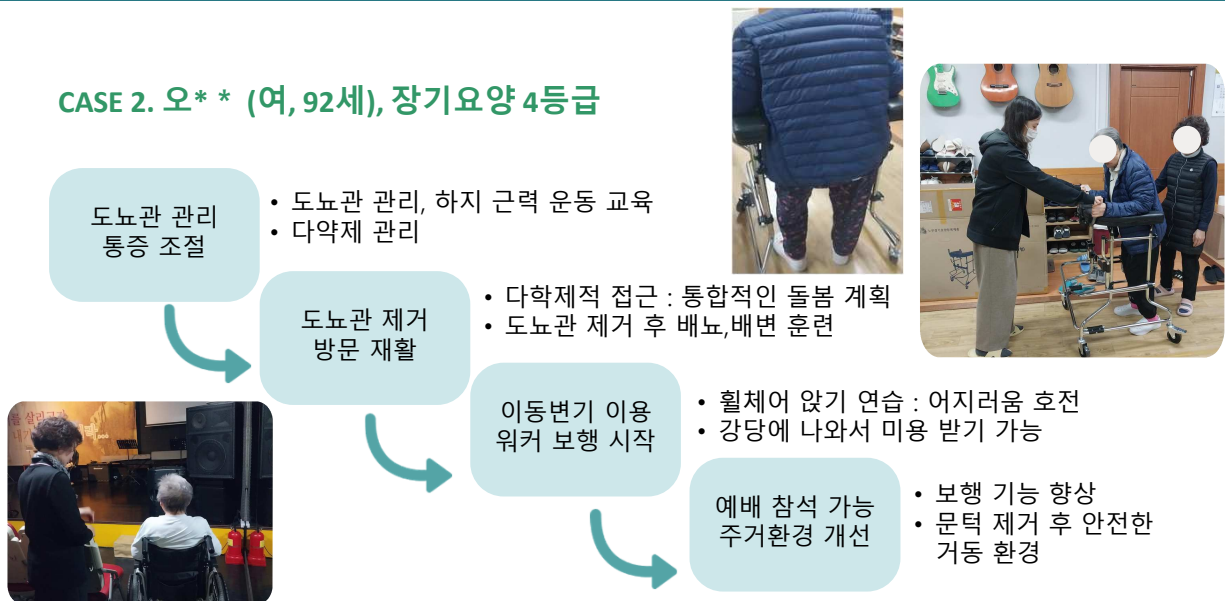 CASE 2. 오* * (여, 92세), 장기요양 4등급
도뇨관 관리
통증 조절
• 도뇨관 관리, 하지 근력 운동 교육
• 다약제 관리
도뇨관 제거
방문 재활
• 다학제적 접근 : 통합적인 돌봄 계획
• 도뇨관 제거 후 배뇨,배변 훈련
이동변기 이용
워커 보행 시작
• 휠체어 앉기 연습 : 어지러움 호전
• 강당에 나와서 미용 받기 가능
예배 참석 가능
주거환경 개선
• 보행 기능 향상
• 문턱 제거 후 안전한
거동 환경